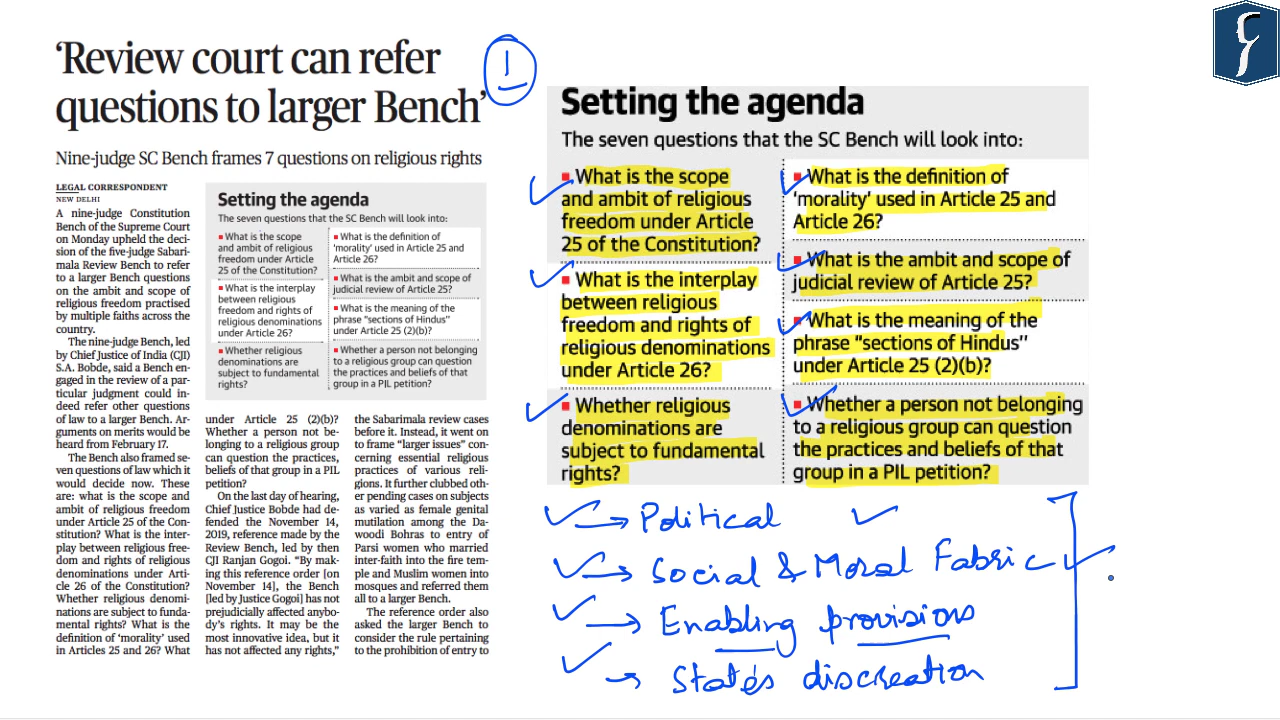 'Review court can refer
questions to larger Bench'
Nine-judge SC Bench frames 7 questions on religious rights
LEGAL CORRESPONDENT
NEW DELHI
A nine-judge Constitution
Bench of the Supreme Court
on Monday upheld the deci-
sion of the five-judge Sabari-
mala Review Bench to refer
to a larger Bench questions
on the ambit and scope of
religious freedom practised
by multiple faiths across the
country.
The nine-judge Bench, led
by Chief Justice of India (CJI)
S.A. Bobde, said a Bench en-
gaged in the review of a par-
ticular judgment could in-
deed refer other questions
of law to a larger Bench. Ar-
guments on merits would be
heard from February 17.
The Bench also framed se-
ven questions of law which it
would decide now. These
are: what is the scope and
ambit of religious freedom
under Article 25 of the Con-
stitution? What is the inter-
play between religious free-
dom and rights of religious
denominations under Arti-
cle 26 of the Constitution?
Whether religious denomi-
nations are subject to funda-
mental rights? What is the
definition of 'morality' used
in Articles 25 and 26? What
Setting the agenda
The seven questions that the SC Bench will look into:
What is the scope
and ambit of religious
freedom under Article
25 of the Constitution?
What is the interplay
between religious
freedom and rights of
religious denominations
under Article 26?
Whether religious
denominations are
subject to fundamental
rights?
What is the definition of
'morality' used in Article 25 and
Article 26?
What is the ambit and scope of
judicial review of Article 25?
What is the meaning of the
phrase "sections of Hindus"
under Article 25 (2)(b)?
Whether a person not belonging
to a religious group can question
the practices and beliefs of that
group in a PIL petition?
under Article 25 (2)(b)?
Whether a person not be-
longing to a religious group
can question the practices,
beliefs of that group in a PIL
petition?
On the last day of hearing,
Chief Justice Bobde had de-
fended the November 14,
2019, reference made by the
Review Bench, led by then
CJI Ranjan Gogoi. "By mak-
ing this reference order [on
November 14], the Bench
[led by Justice Gogoi] has not
prejudicially affected anybo-
dy's rights. It may be the
most innovative idea, but it
has not affected any rights,"
the Sabarimala review cases
before it. Instead, it went on
to frame "larger issues" con-
cerning essential religious
practices of various reli-
gions. It further clubbed oth-
er pending cases on subjects
as varied as female genital
mutilation among the Da-
woodi Bohras to entry of
Parsi women who married
inter-faith into the fire tem-
ple and Muslim women into
mosques and referred them
all to a larger Bench.
The reference order also
asked the larger Bench to
consider the rule pertaining
to the prohibition of entry to
1
Setting the agenda
The seven questions that the SC Bench will look into:
What is the scope
and ambit of religious
freedom under Article
25 of the Constitution?
What is the interplay
between religious
freedom and rights of
religious denominations
under Article 26?
Whether religious
denominations are
subject to fundamental
rights?
What is the definition of
'morality' used in Article 25 and
Article 26?
What is the ambit and scope of
judicial review of Article 25?
What is the meaning of the
phrase "sections of Hindus"
under Article 25 (2)(b)?
Whether a person not belonging
to a religious group can question
the practices and beliefs of that
group in a PIL petition?
→ Political
→ Social & Moral Fabric
→ Enabling provisions
→ State's discreation